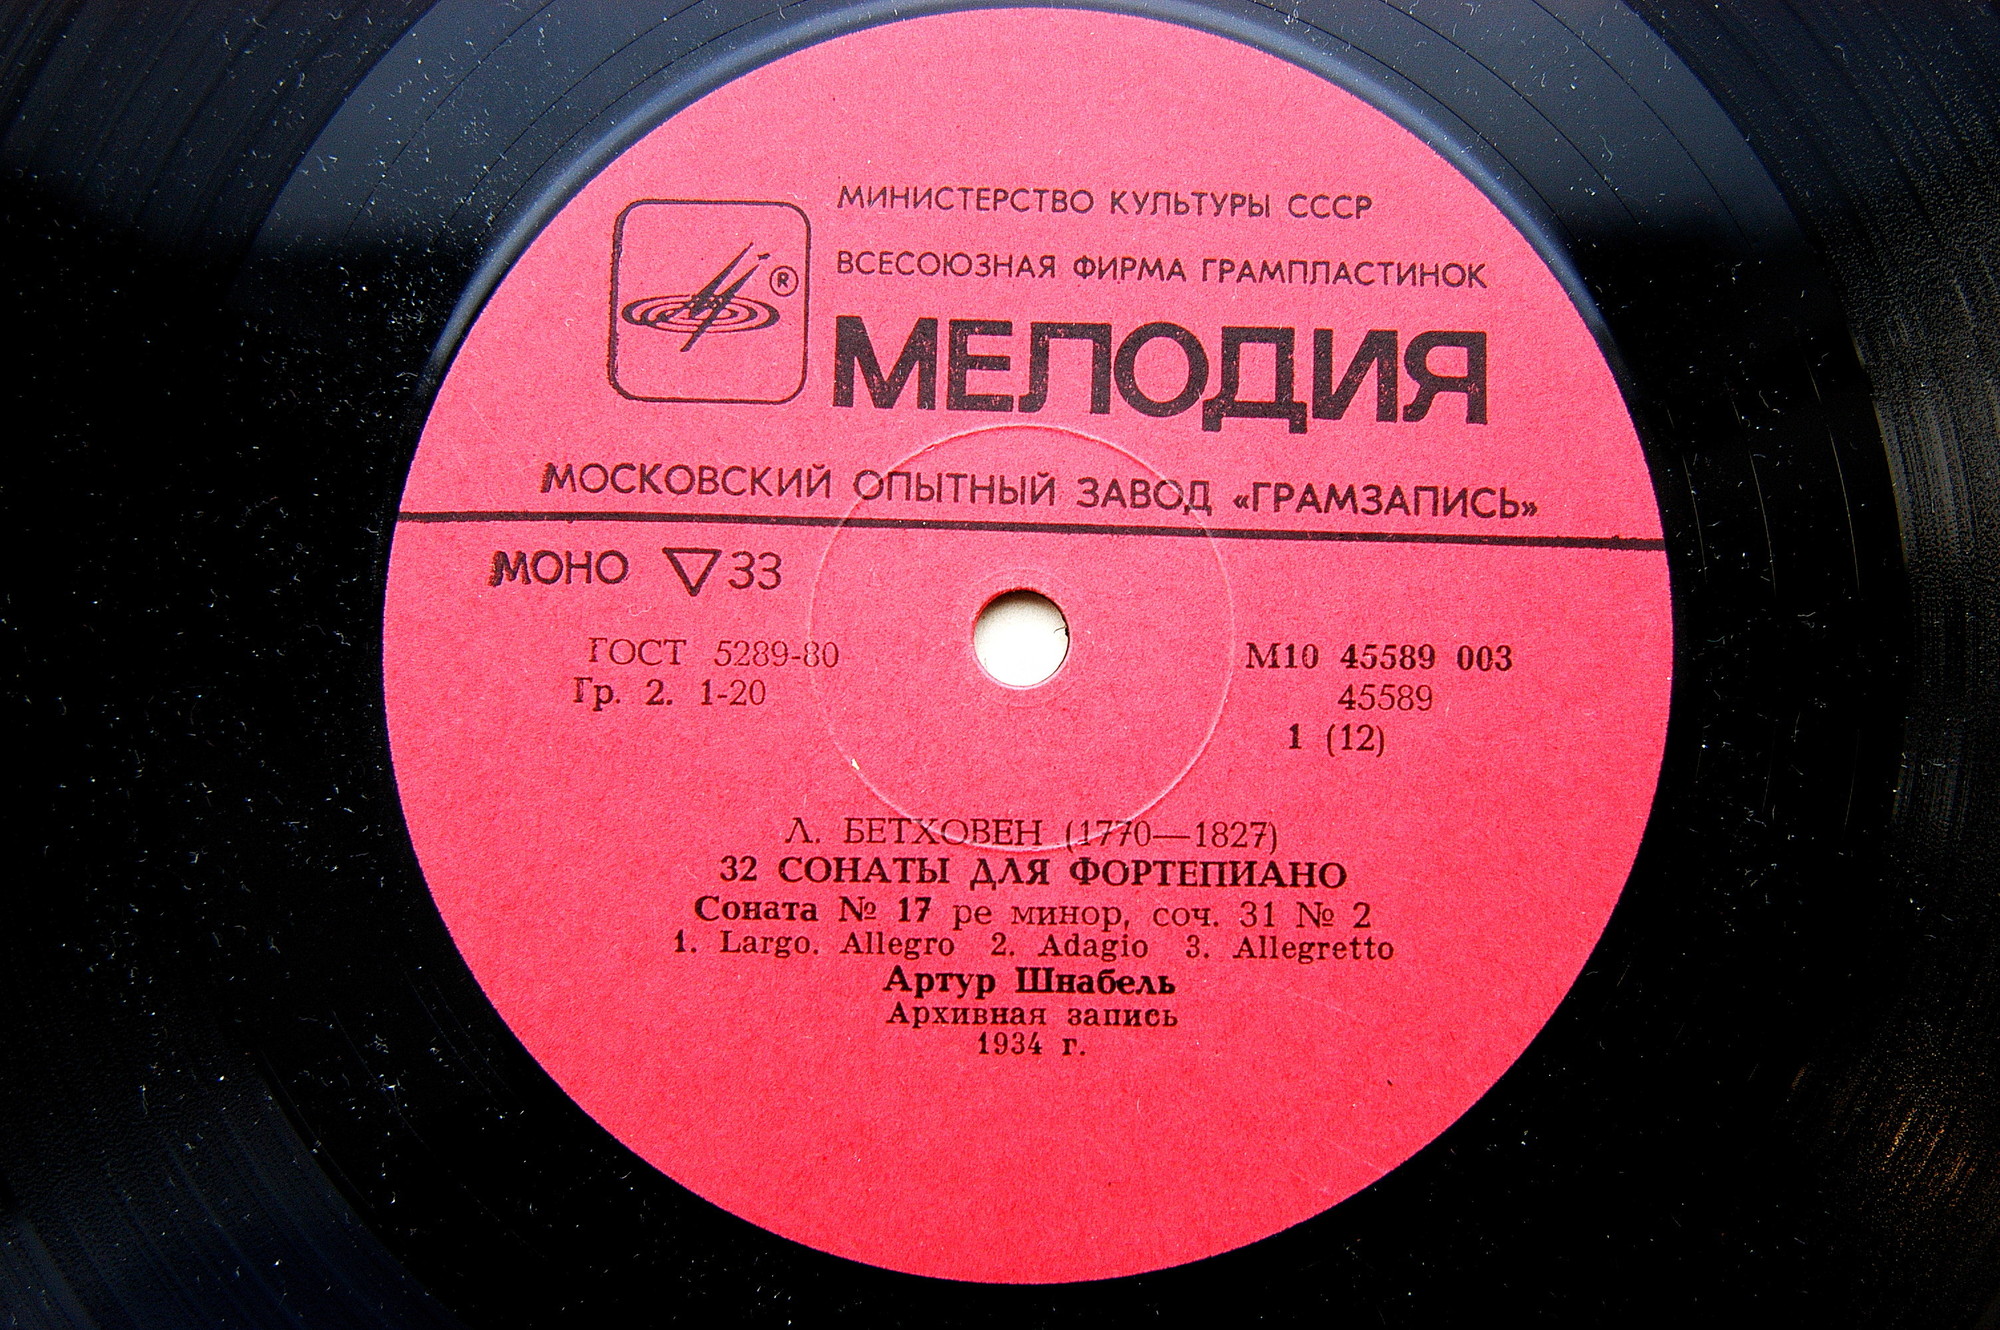 МИНИСТЕРСТВО КУЛЬТУРЫ СССР
ВСЕСОЮЗНАЯ ФИРМА ГРАМПЛАСТИНОК
®
МЕЛОДИЯ
МОСКОВСКИЙ ОПЫТНЫЙ ЗАВОД «ГРАМЗАПИСЬ»
МОНО ▽33
ГОСТ 5289-80
Гр. 2. 1-20
М10 45589 003
45589
1 (12)
Л. БЕТХОВЕН (1770—1827)
32 СОНАТЫ ДЛЯ ФОРТЕПИАНО
Соната № 17 ре минор, соч. 31 № 2
1. Largo. Allegro 2. Adagio 3. Allegretto
Артур Шнабель
Архивная запись
1934 г.